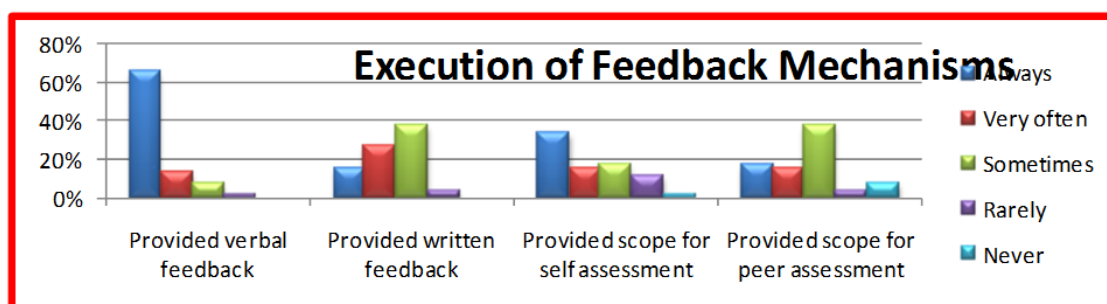 Execution of Feedback Mechanisms
80%
60%
40%
20%
0%
Provided verbal
feedback
Provided written
feedback
Provided scope for
self assessment
Provided scope for
peer assessment
Always
Very often
Sometimes
Rarely
Never